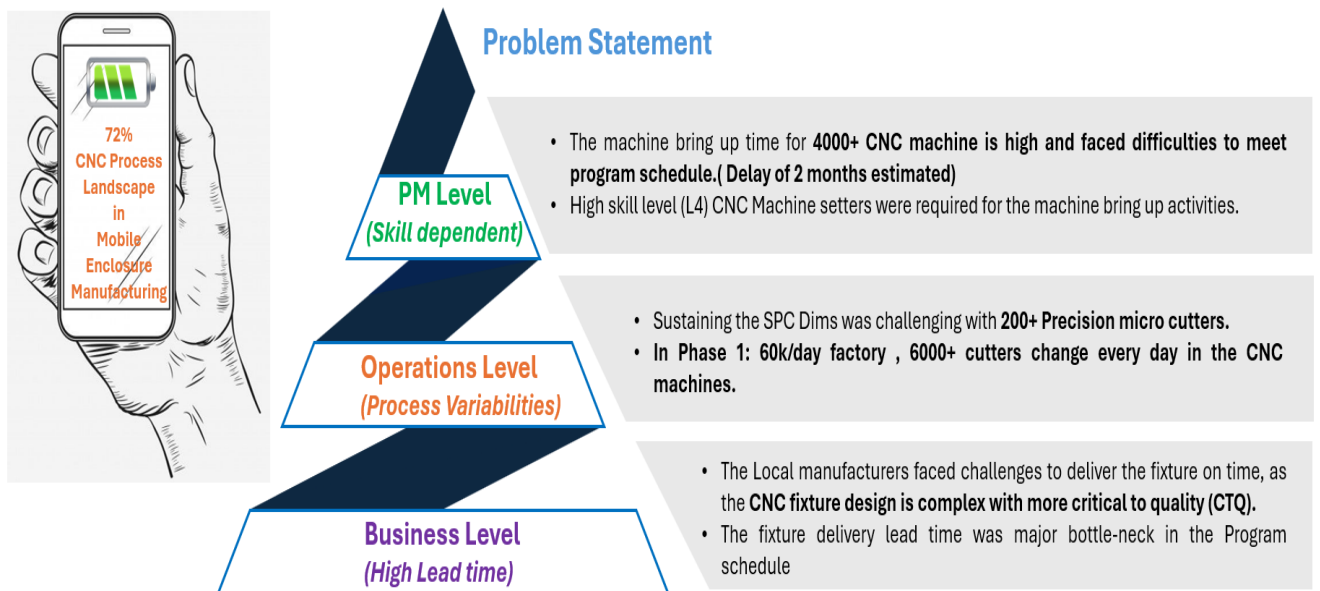 72%
CNC Process
Landscape
in
Mobile
Enclosure
Manufacturing
Problem Statement
PM Level
(Skill dependent)
• The machine bring up time for 4000+ CNC machine is high and faced difficulties to meet
program schedule.( Delay of 2 months estimated)
• High skill level (L4) CNC Machine setters were required for the machine bring up activities.
Operations Level
(Process Variabilities)
• Sustaining the SPC Dims was challenging with 200+ Precision micro cutters.
• In Phase 1: 60k/day factory , 6000+ cutters change every day in the CNC
machines.
Business Level
(High Lead time)
• The Local manufacturers faced challenges to deliver the fixture on time, as
the CNC fixture design is complex with more critical to quality (CTQ).
• The fixture delivery lead time was major bottle-neck in the Program
schedule